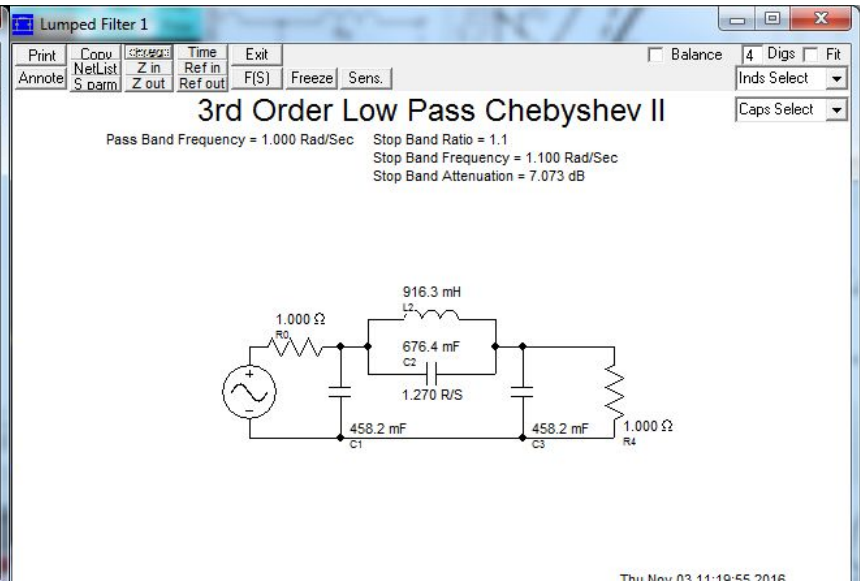 Lumped Filter 1
Print Copy Time Exit
Balance 4 Digs Fit
NetList Z in Ref in
Annote S parm Z out Ref out F(S) Freeze Sens.
Inds Select
Caps Select
3rd Order Low Pass Chebyshev II
Pass Band Frequency = 1.000 Rad/Sec Stop Band Ratio = 1.1
Stop Band Frequency = 1.100 Rad/Sec
Stop Band Attenuation = 7.073 dB
916.3 mH
L2
1.000 Ω
R0
676.4 mF
C2
1.270 R/S
458.2 mF
C1
458.2 mF
C3
1.000 Ω
R4
Thu Nov 03 11:19:55 2016